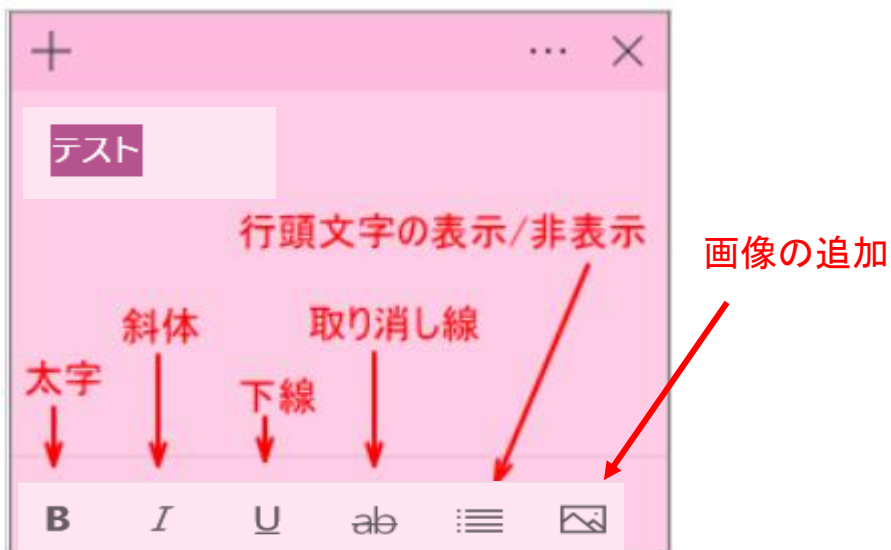 テスト
行頭文字の表示/非表示
画像の追加
斜体
取り消し線
太字
下線
B
I
U
ab